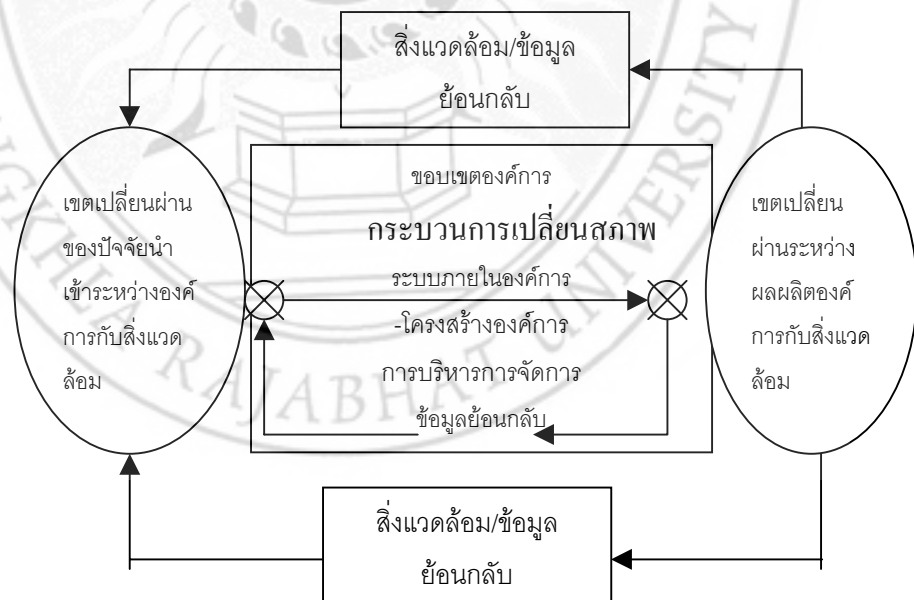 สิ่งแวดล้อม/ข้อมูล
ย้อนกลับ
ขอบเขตองค์การ
กระบวนการเปลี่ยนสภาพ
ระบบภายในองค์การ
-โครงสร้างองค์การ
การบริหารการจัดการ
ข้อมูลย้อนกลับ
เขตเปลี่ยนผ่าน
ของปัจจัยนำ
เข้าระหว่างองค์
การกับสิ่งแวด
ล้อม
เขตเปลี่ยน
ผ่านระหว่าง
ผลผลิตองค์
การกับสิ่งแวด
ล้อม
สิ่งแวดล้อม/ข้อมูล
ย้อนกลับ
RAJABHAT UNIVERSITY